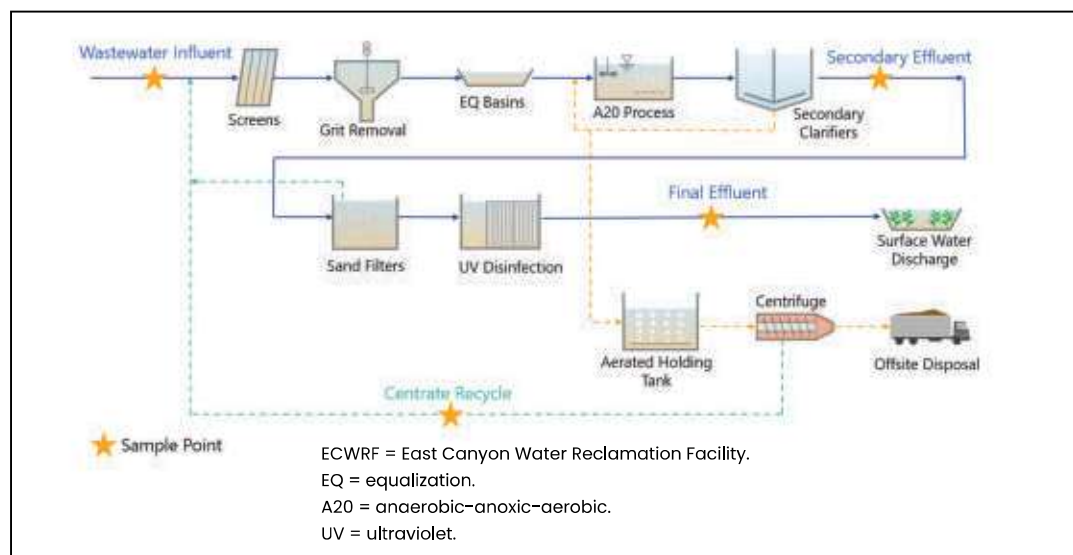 Wastewater Influent
Screens
Grit Removal
EQ Basins
A20 Process
Secondary
Clarifiers
Secondary Effluent
Sand Filters
UV Disinfection
Final Effluent
Surface Water
Discharge
Aerated Holding
Tank
Centrifuge
Offsite Disposal
Centrate Recycle
Sample Point
ECWRF = East Canyon Water Reclamation Facility.
EQ = equalization.
A20 = anaerobic-anoxic-aerobic.
UV = ultraviolet.